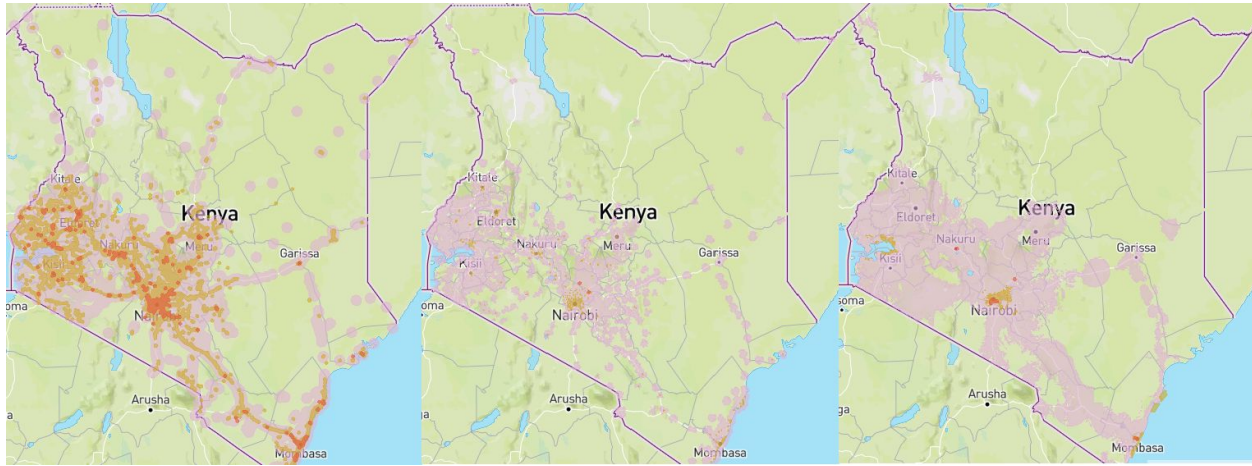 Kitale
Eldoret
Kenya
Nakuru
Meru
Kisii
Garissa
Nairobi
Arusha
Mombasa
Kitale
Eldoret
Kenya
Nakuru
Meru
Kisii
Garissa
oma
Nairobi
Arusha
Mombasa
Kitale
Eldoret
Kenya
Nakuru
Meru
Kisii
Garissa
soma
Nairobi
Arusha
ga
Mombasa